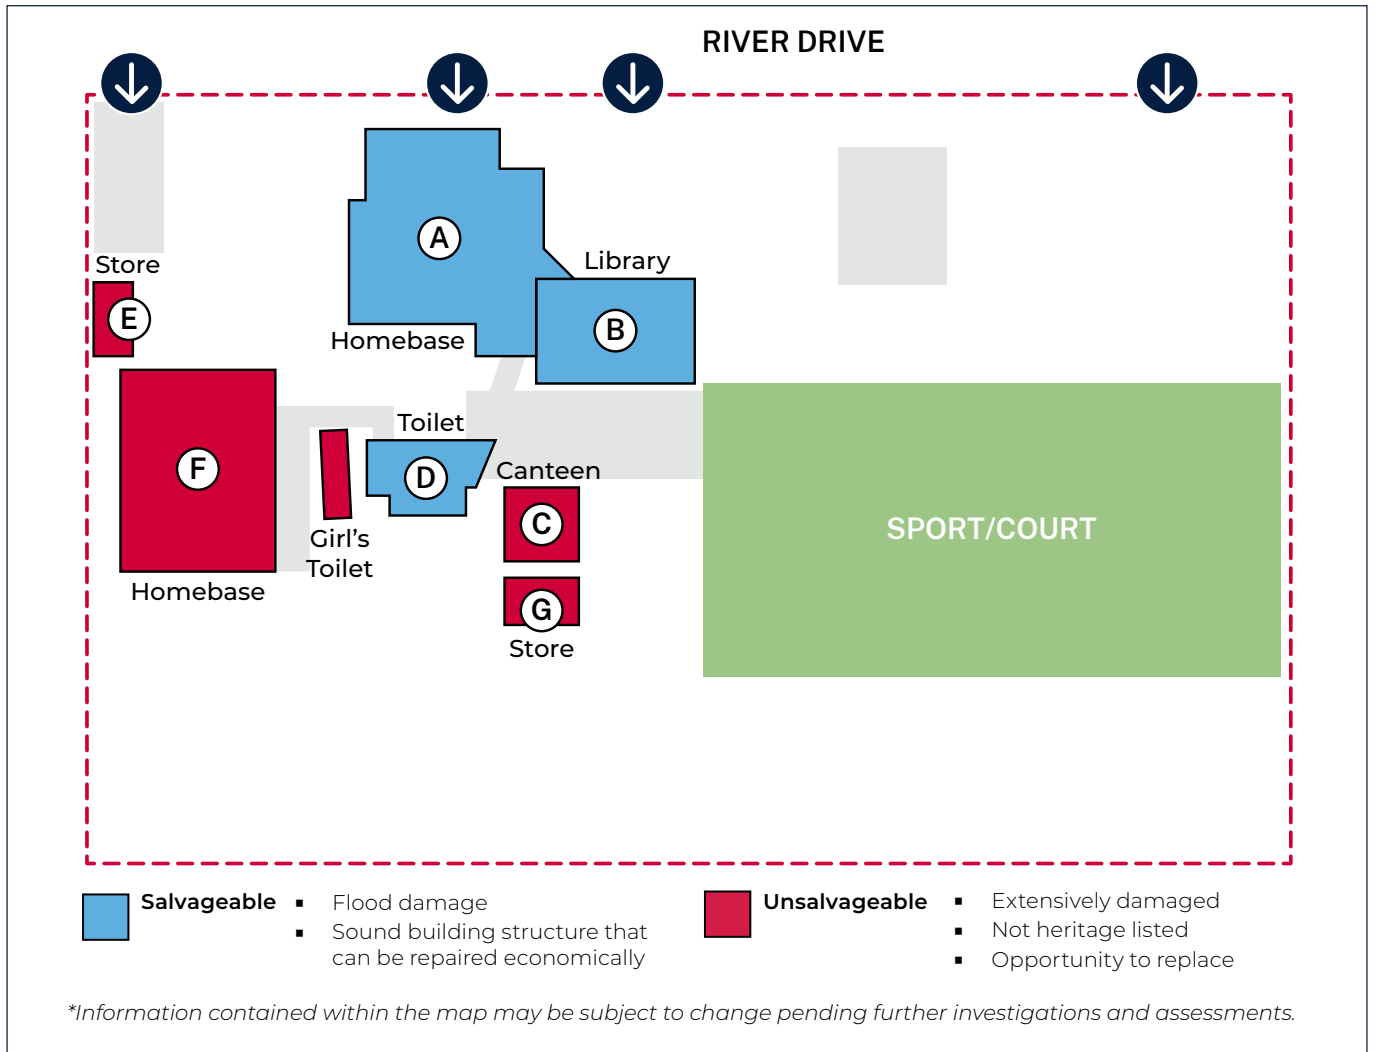 RIVER DRIVE
A
Library
Store
E
B
Homebase
Toilet
F
D
Canteen
C
SPORT/COURT
Girl's
Toilet
Homebase
G
Store
Salvageable
▪ Flood damage
▪ Sound building structure that
can be repaired economically
Unsalvageable
▪ Extensively damaged
▪ Not heritage listed
▪ Opportunity to replace
*Information contained within the map may be subject to change pending further investigations and assessments.